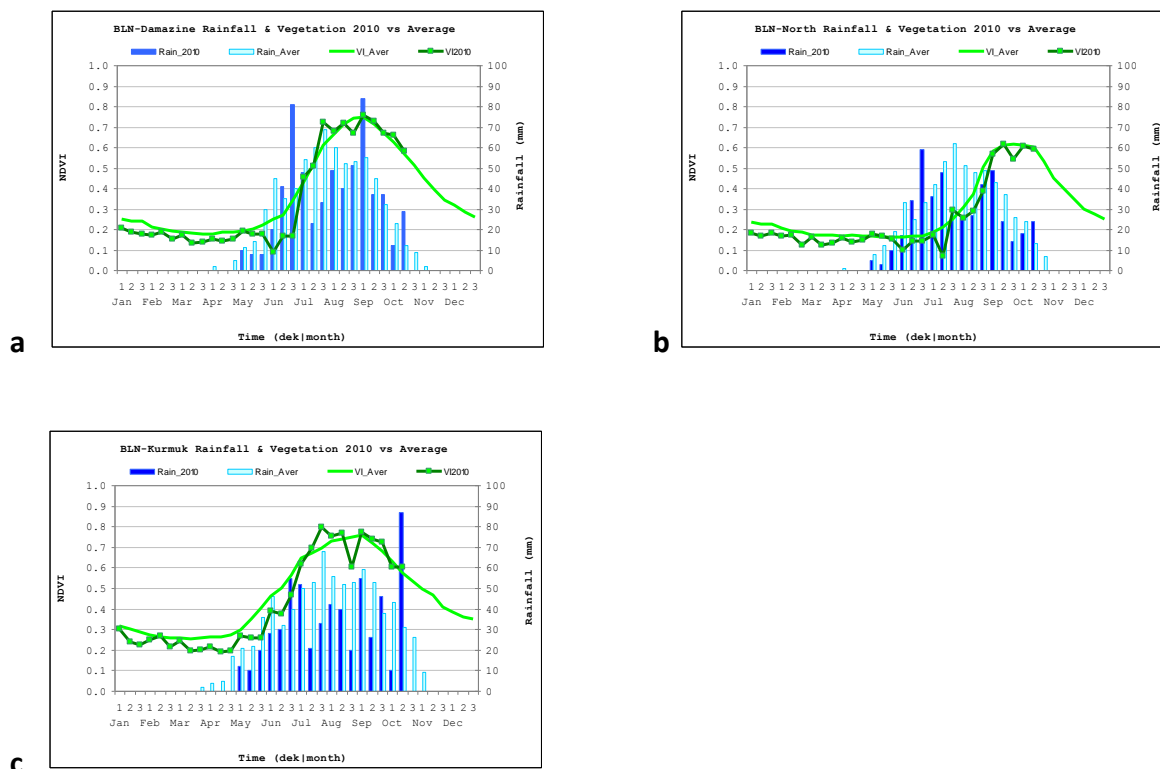 BLN-Damazine Rainfall & Vegetation 2010 vs Average
Rain_2010 Rain_Aver VI_Aver VI2010
1.0 100
0.9 90
0.8 80
0.7 70
0.6 60
0.5 50
0.4 40
0.3 30
0.2 20
0.1 10
0.0 0
NDVI
Rainfall (mm)
1 2 3 1 2 3 1 2 3 1 2 3 1 2 3 1 2 3 1 2 3 1 2 3 1 2 3 1 2 3 1 2 3 1 2 3
Jan Feb Mar Apr May Jun Jul Aug Sep Oct Nov Dec
Time (dek|month)
a
BLN-North Rainfall & Vegetation 2010 vs Average
Rain_2010 Rain_Aver VI_Aver VI2010
1.0 100
0.9 90
0.8 80
0.7 70
0.6 60
0.5 50
0.4 40
0.3 30
0.2 20
0.1 10
0.0 0
NDVI
Rainfall (mm)
1 2 3 1 2 3 1 2 3 1 2 3 1 2 3 1 2 3 1 2 3 1 2 3 1 2 3 1 2 3 1 2 3 1 2 3
Jan Feb Mar Apr May Jun Jul Aug Sep Oct Nov Dec
Time (dek|month)
b
BLN-Kurmuk Rainfall & Vegetation 2010 vs Average
Rain_2010 Rain_Aver VI_Aver VI2010
1.0 100
0.9 90
0.8 80
0.7 70
0.6 60
0.5 50
0.4 40
0.3 30
0.2 20
0.1 10
0.0 0
NDVI
Rainfall (mm)
1 2 3 1 2 3 1 2 3 1 2 3 1 2 3 1 2 3 1 2 3 1 2 3 1 2 3 1 2 3 1 2 3 1 2 3
Jan Feb Mar Apr May Jun Jul Aug Sep Oct Nov Dec
Time (dek|month)
c